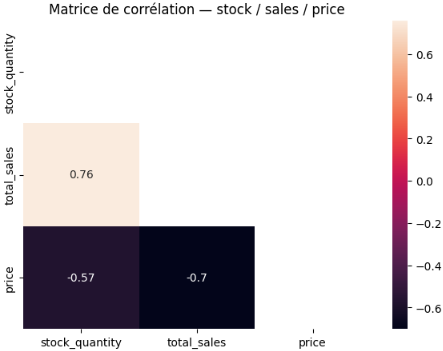 Matrice de corrélation — stock / sales / price
stock_quantity
total_sales
price
0.76
-0.57
-0.7
stock_quantity
total_sales
price
0.6
0.4
0.2
0.0
−0.2
−0.4
−0.6